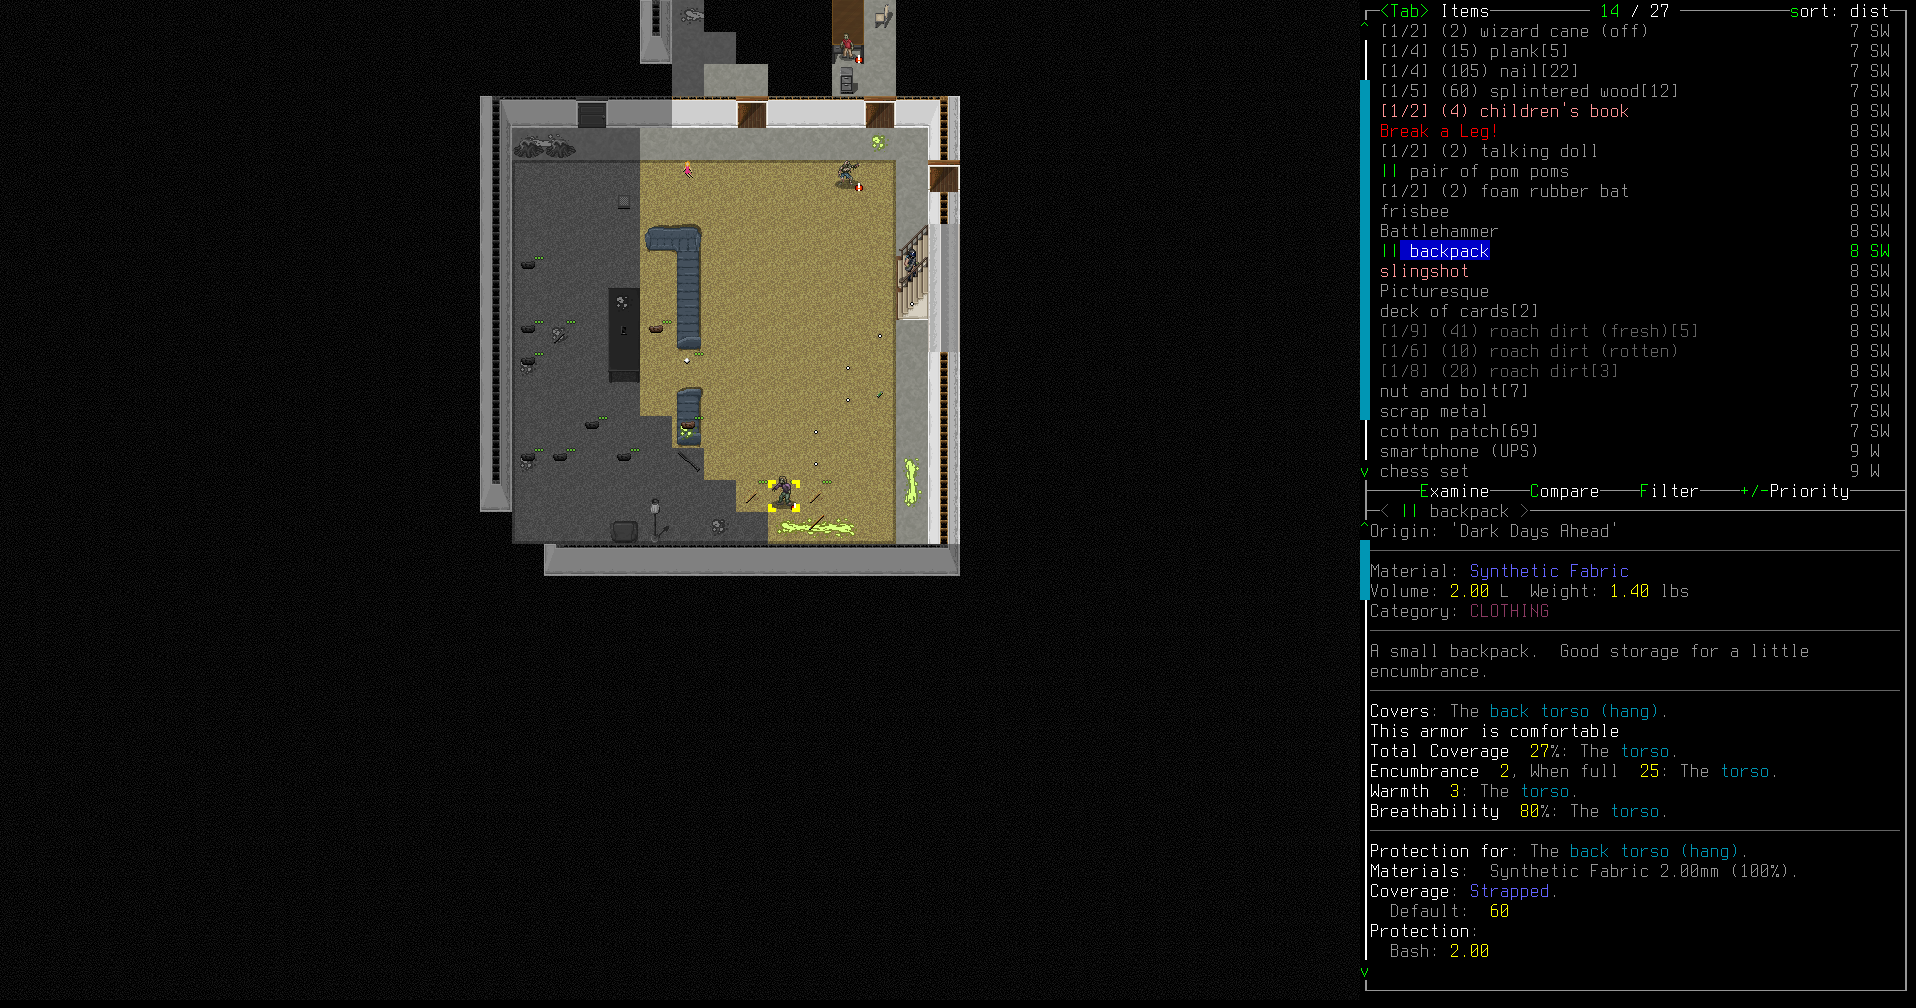 <Tab> Items 14 / 27 sort: dist
[1/2] (2) wizard cane (off) 7 SW
[1/4] (15) plank[5] 7 SW
[1/4] (105) nail[22] 7 SW
[1/5] (60) splintered wood[12] 7 SW
[1/2] (4) children's book 8 SW
Break a Leg! 8 SW
[1/2] (2) talking doll 8 SW
|| pair of pom poms 8 SW
[1/2] (2) foam rubber bat 8 SW
frisbee 8 SW
Battlehammer 8 SW
|| backpack 8 SW
slingshot 8 SW
Picturesque 8 SW
deck of cards[2] 8 SW
[1/9] (41) roach dirt (fresh)[5] 8 SW
[1/6] (10) roach dirt (rotten) 8 SW
[1/8] (20) roach dirt[3] 8 SW
nut and bolt[7] 7 SW
scrap metal 7 SW
cotton patch[69] 7 SW
smartphone (UPS) 9 W
chess set 9 W
Examine Compare Filter +/-Priority
< || backpack >
Origin: 'Dark Days Ahead'
Material: Synthetic Fabric
Volume: 2.00 L Weight: 1.40 lbs
Category: CLOTHING
A small backpack. Good storage for a little
encumbrance.
Covers: The back torso (hang).
This armor is comfortable
Total Coverage 27%: The torso.
Encumbrance 2, When full 25: The torso.
Warmth 3: The torso.
Breathability 80%: The torso.
Protection for: The back torso (hang).
Materials: Synthetic Fabric 2.00mm (100%).
Coverage: Strapped.
Default: 60
Protection:
Bash: 2.00